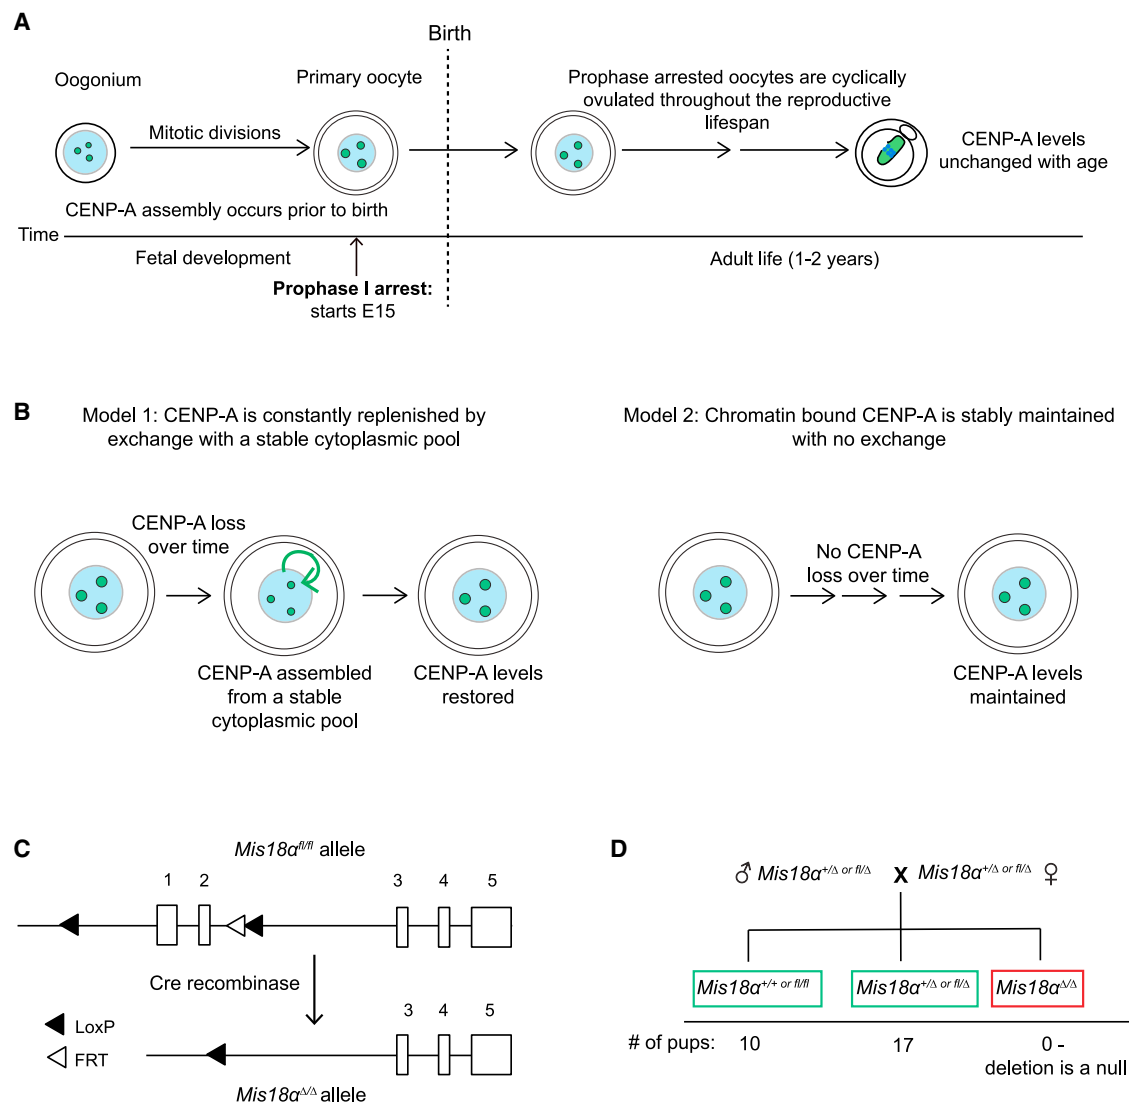 A
Birth
Oogonium
Primary oocyte
Prophase arrested oocytes are cyclically
ovulated throughout the reproductive
lifespan
Mitotic divisions
CENP-A levels
unchanged with age
CENP-A assembly occurs prior to birth
Time
Fetal development
Adult life (1-2 years)
Prophase I arrest:
starts E15
B
Model 1: CENP-A is constantly replenished by
exchange with a stable cytoplasmic pool
Model 2: Chromatin bound CENP-A is stably maintained
with no exchange
CENP-A loss
over time
No CENP-A
loss over time
CENP-A assembled
from a stable
cytoplasmic pool
CENP-A levels
restored
CENP-A levels
maintained
C
Mis18α^fl/fl allele
1 2 3 4 5
Cre recombinase
LoxP
FRT
3 4 5
Mis18α^Δ/Δ allele
D
♂ Mis18α^+/Δ or fl/Δ X Mis18α^+/Δ or fl/Δ ♀
Mis18α^+/+ or fl/fl
Mis18α^+/Δ or fl/Δ
Mis18α^Δ/Δ
# of pups: 10 17 0 -
deletion is a null